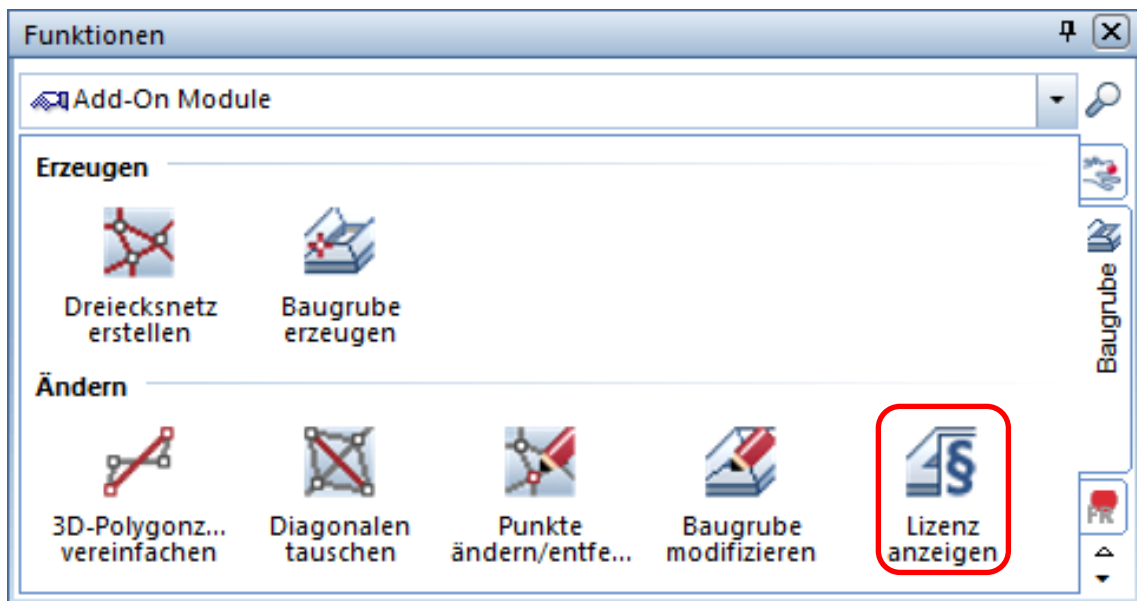 Funktionen
Add-On Module
Erzeugen
Dreiecksnetz
erstellen
Baugrube
erzeugen
Ändern
3D-Polygonz...
vereinfachen
Diagonalen
tauschen
Punkte
ändern/entfe...
Baugrube
modifizieren
§
Lizenz
anzeigen
Baugrube
FR